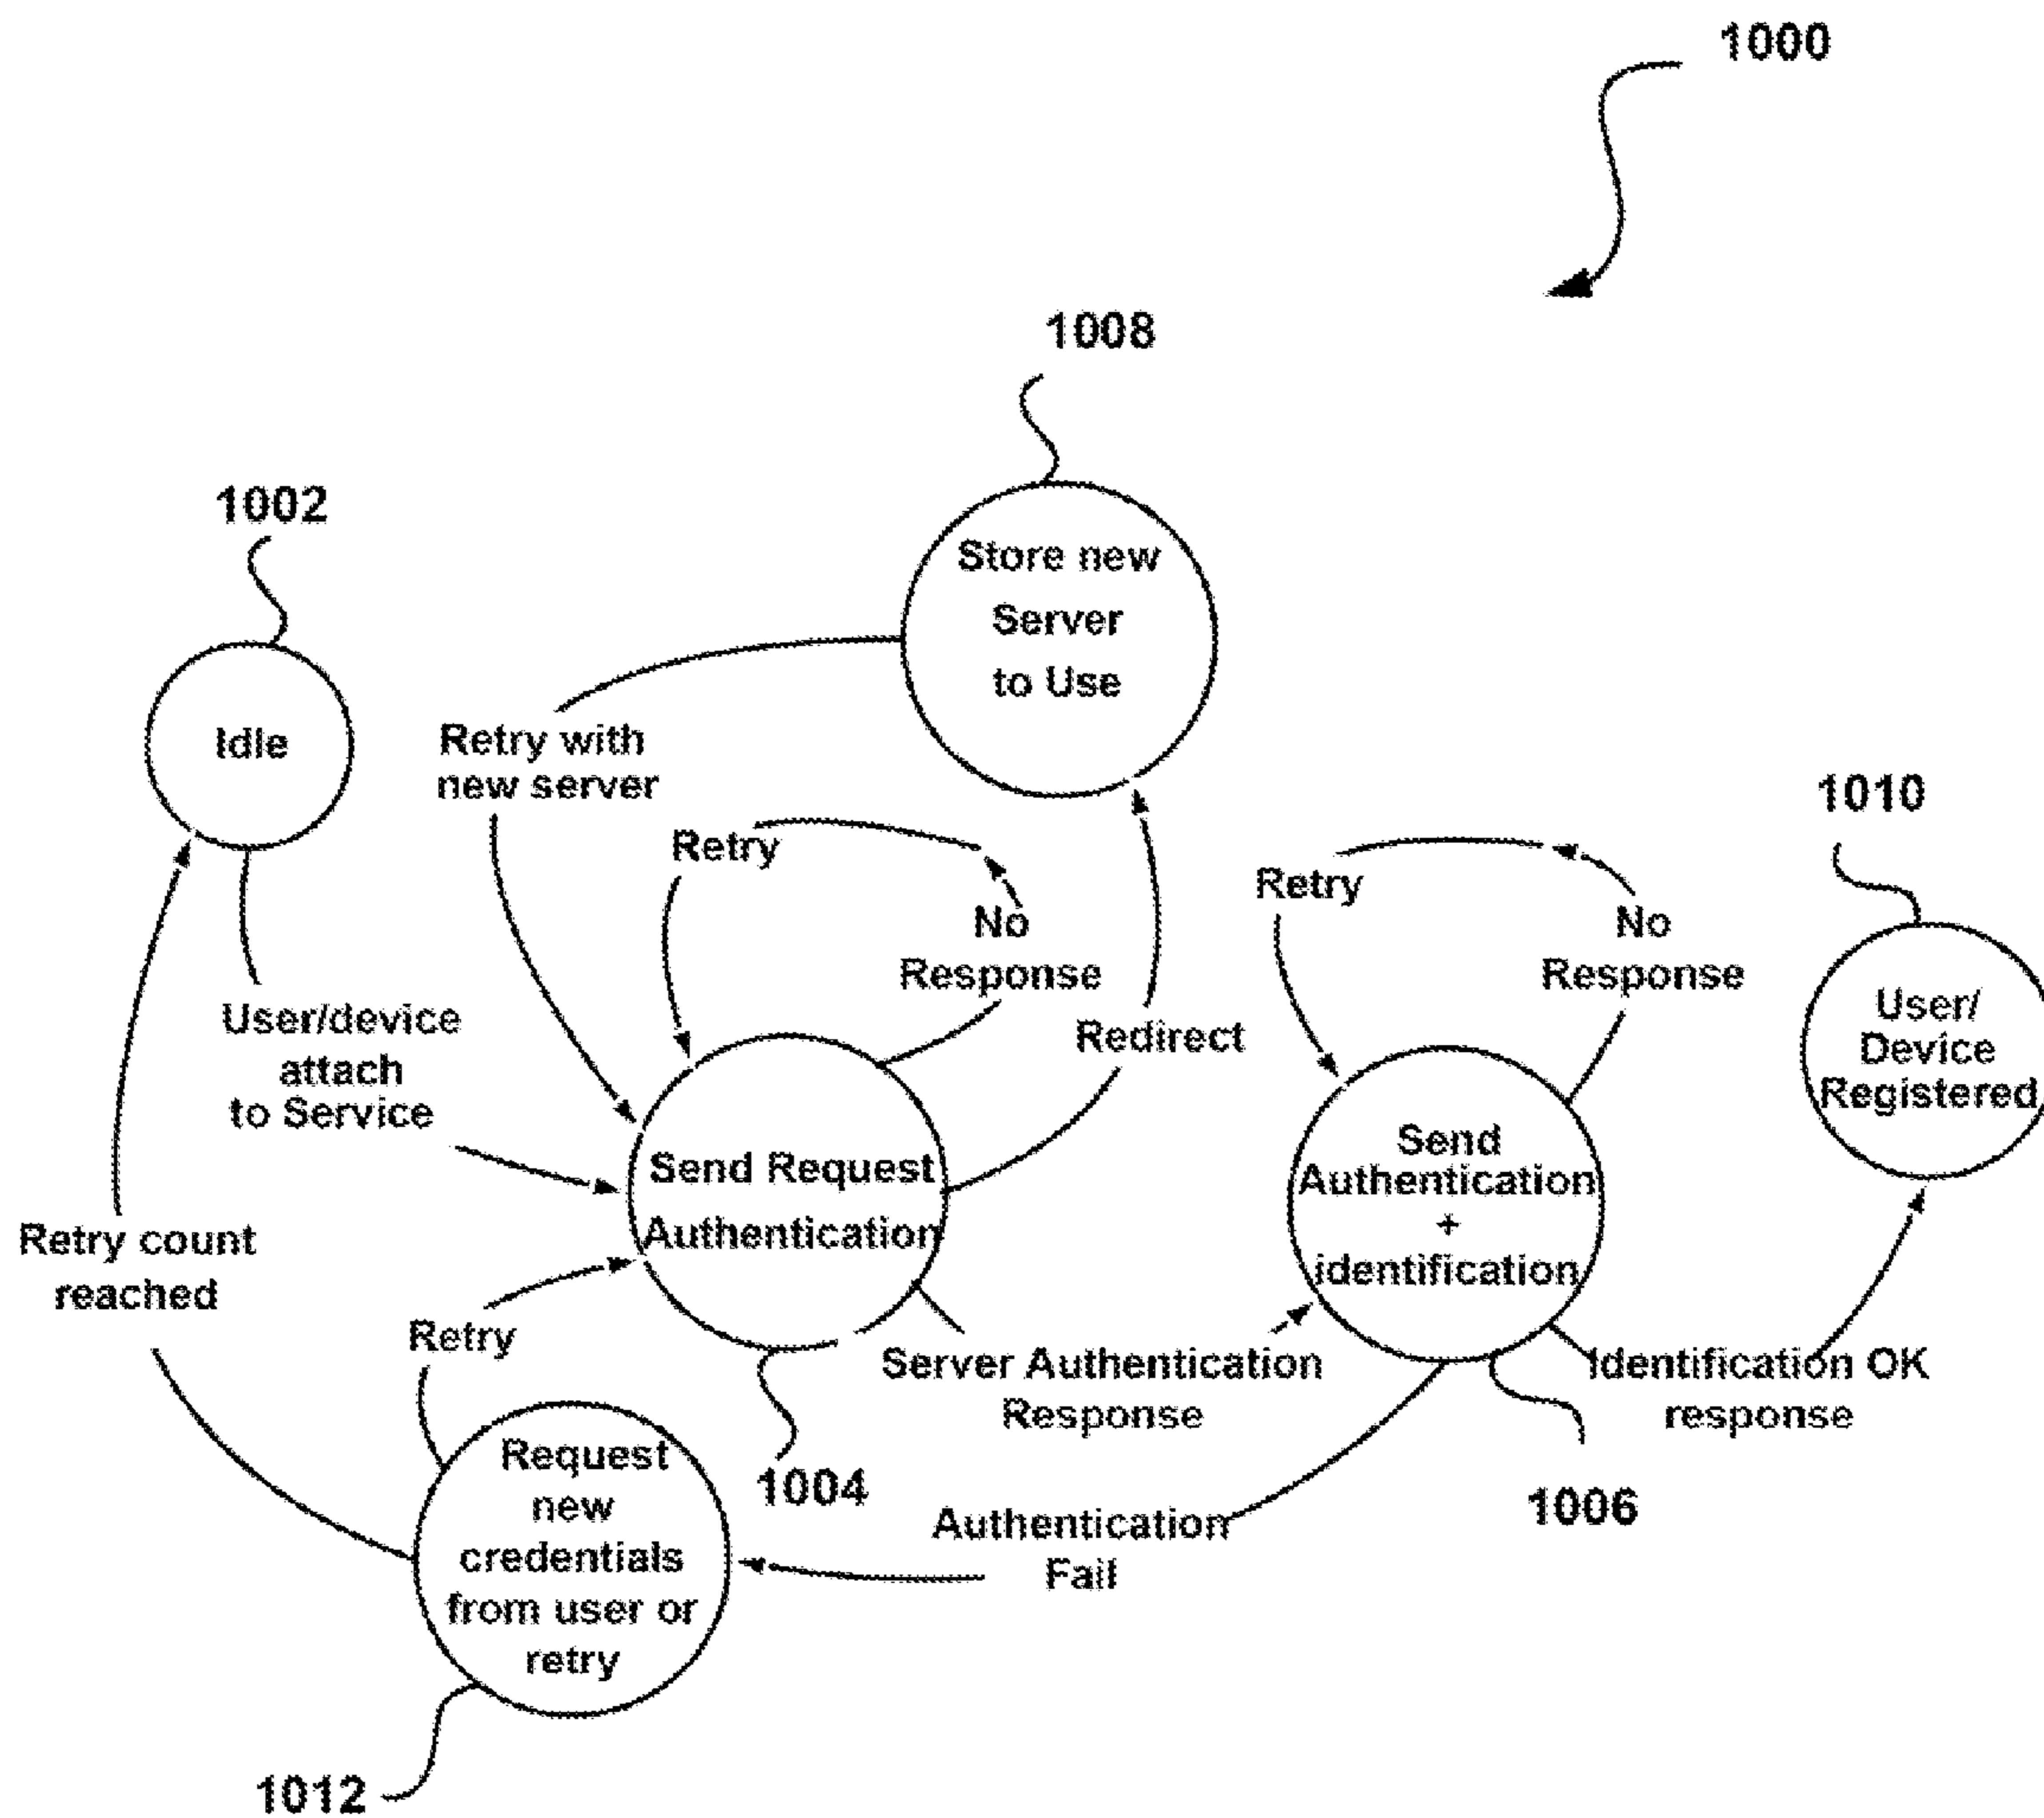 1000
1008
Store new
Server
to Use
1002
Idle
Retry with
new server
Retry
No
Response
Redirect
Retry
No
Response
1010
User/
Device
Registered
User/device
attach
to Service
Send Request
Authentication
Send
Authentication
+
identification
Retry count
reached
Retry
Server Authentication
Response
Identification OK
response
1004
1006
Request
new
credentials
from user or
retry
Authentication
Fail
1012